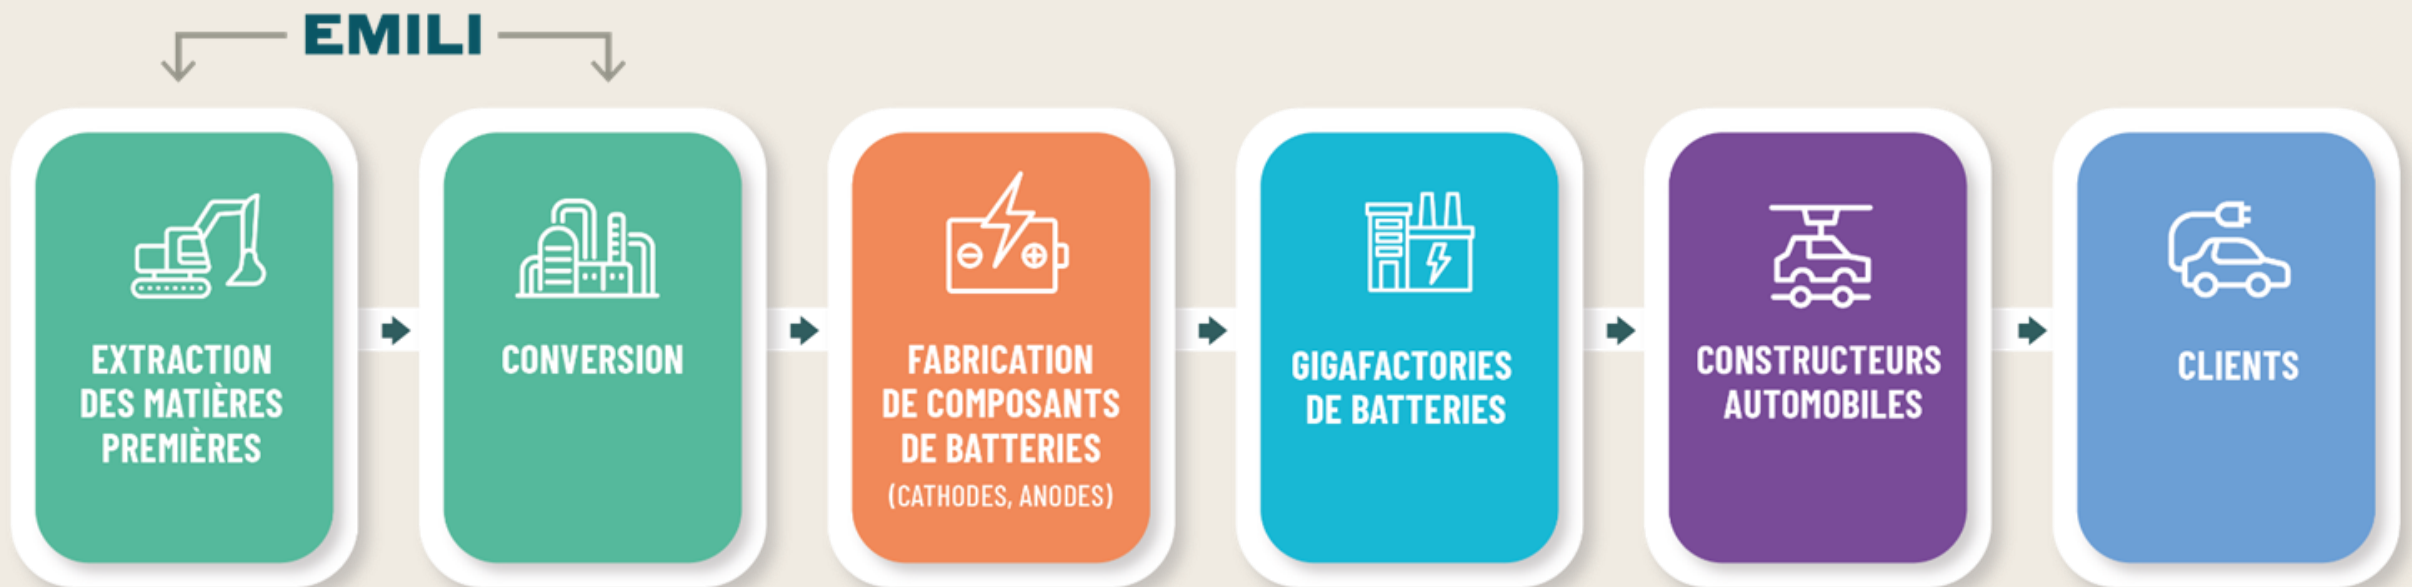 EMILI
EXTRACTION
DES MATIÈRES
PREMIÈRES
CONVERSION
FABRICATION
DE COMPOSANTS
DE BATTERIES
(CATHODES, ANODES)
GIGAFACTORIES
DE BATTERIES
CONSTRUCTEURS
AUTOMOBILES
CLIENTS